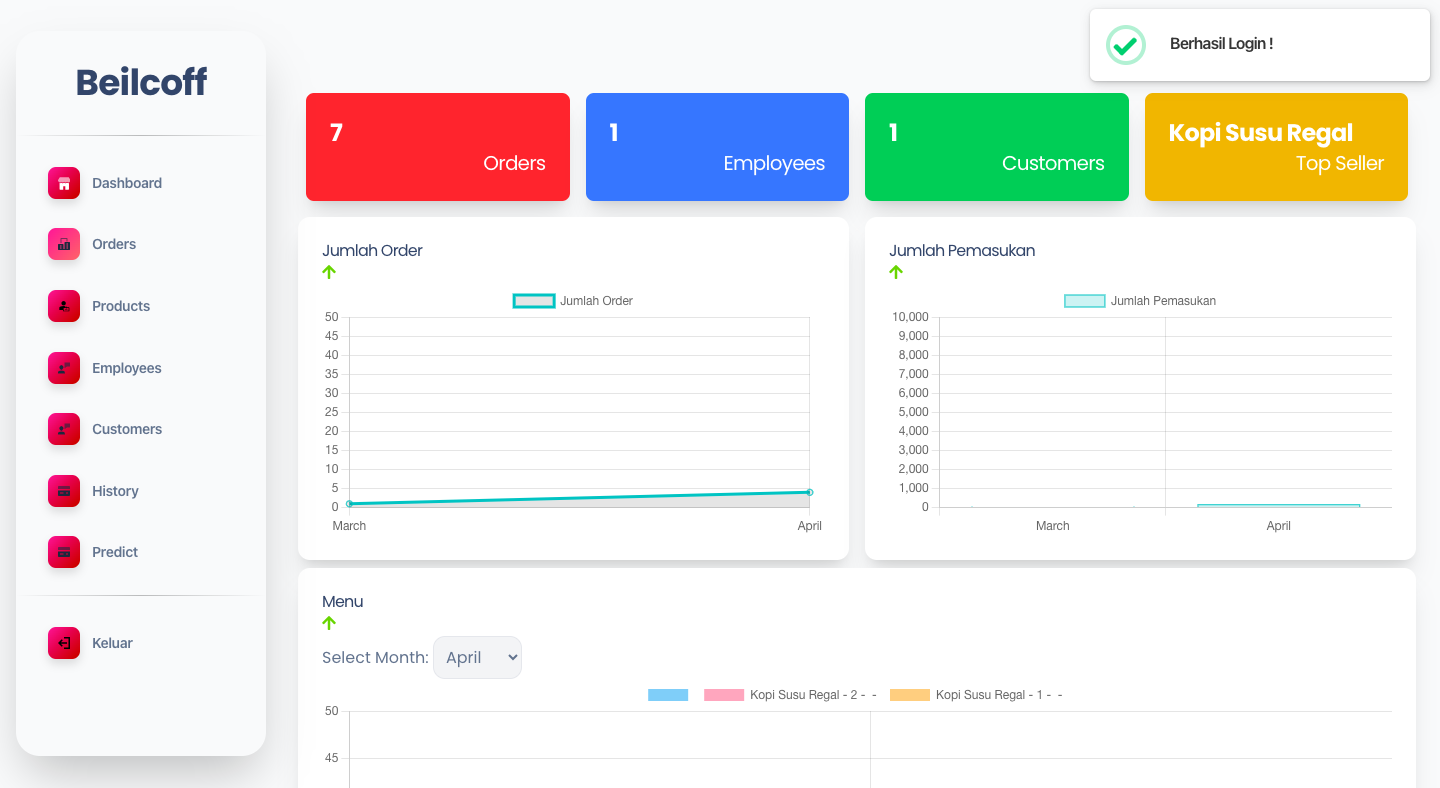 Berhasil Login !
Beilcoff
Dashboard
Orders
Products
Employees
Customers
History
Predict
Keluar
7
Orders
1
Employees
1
Customers
Kopi Susu Regal
Top Seller
Jumlah Order
Jumlah Order
50
45
40
35
30
25
20
15
10
5
0
March April
Jumlah Pemasukan
Jumlah Pemasukan
10,000
9,000
8,000
7,000
6,000
5,000
4,000
3,000
2,000
1,000
0
March April
Menu
Select Month: April
Kopi Susu Regal - 2 - - Kopi Susu Regal - 1 - -
50
45